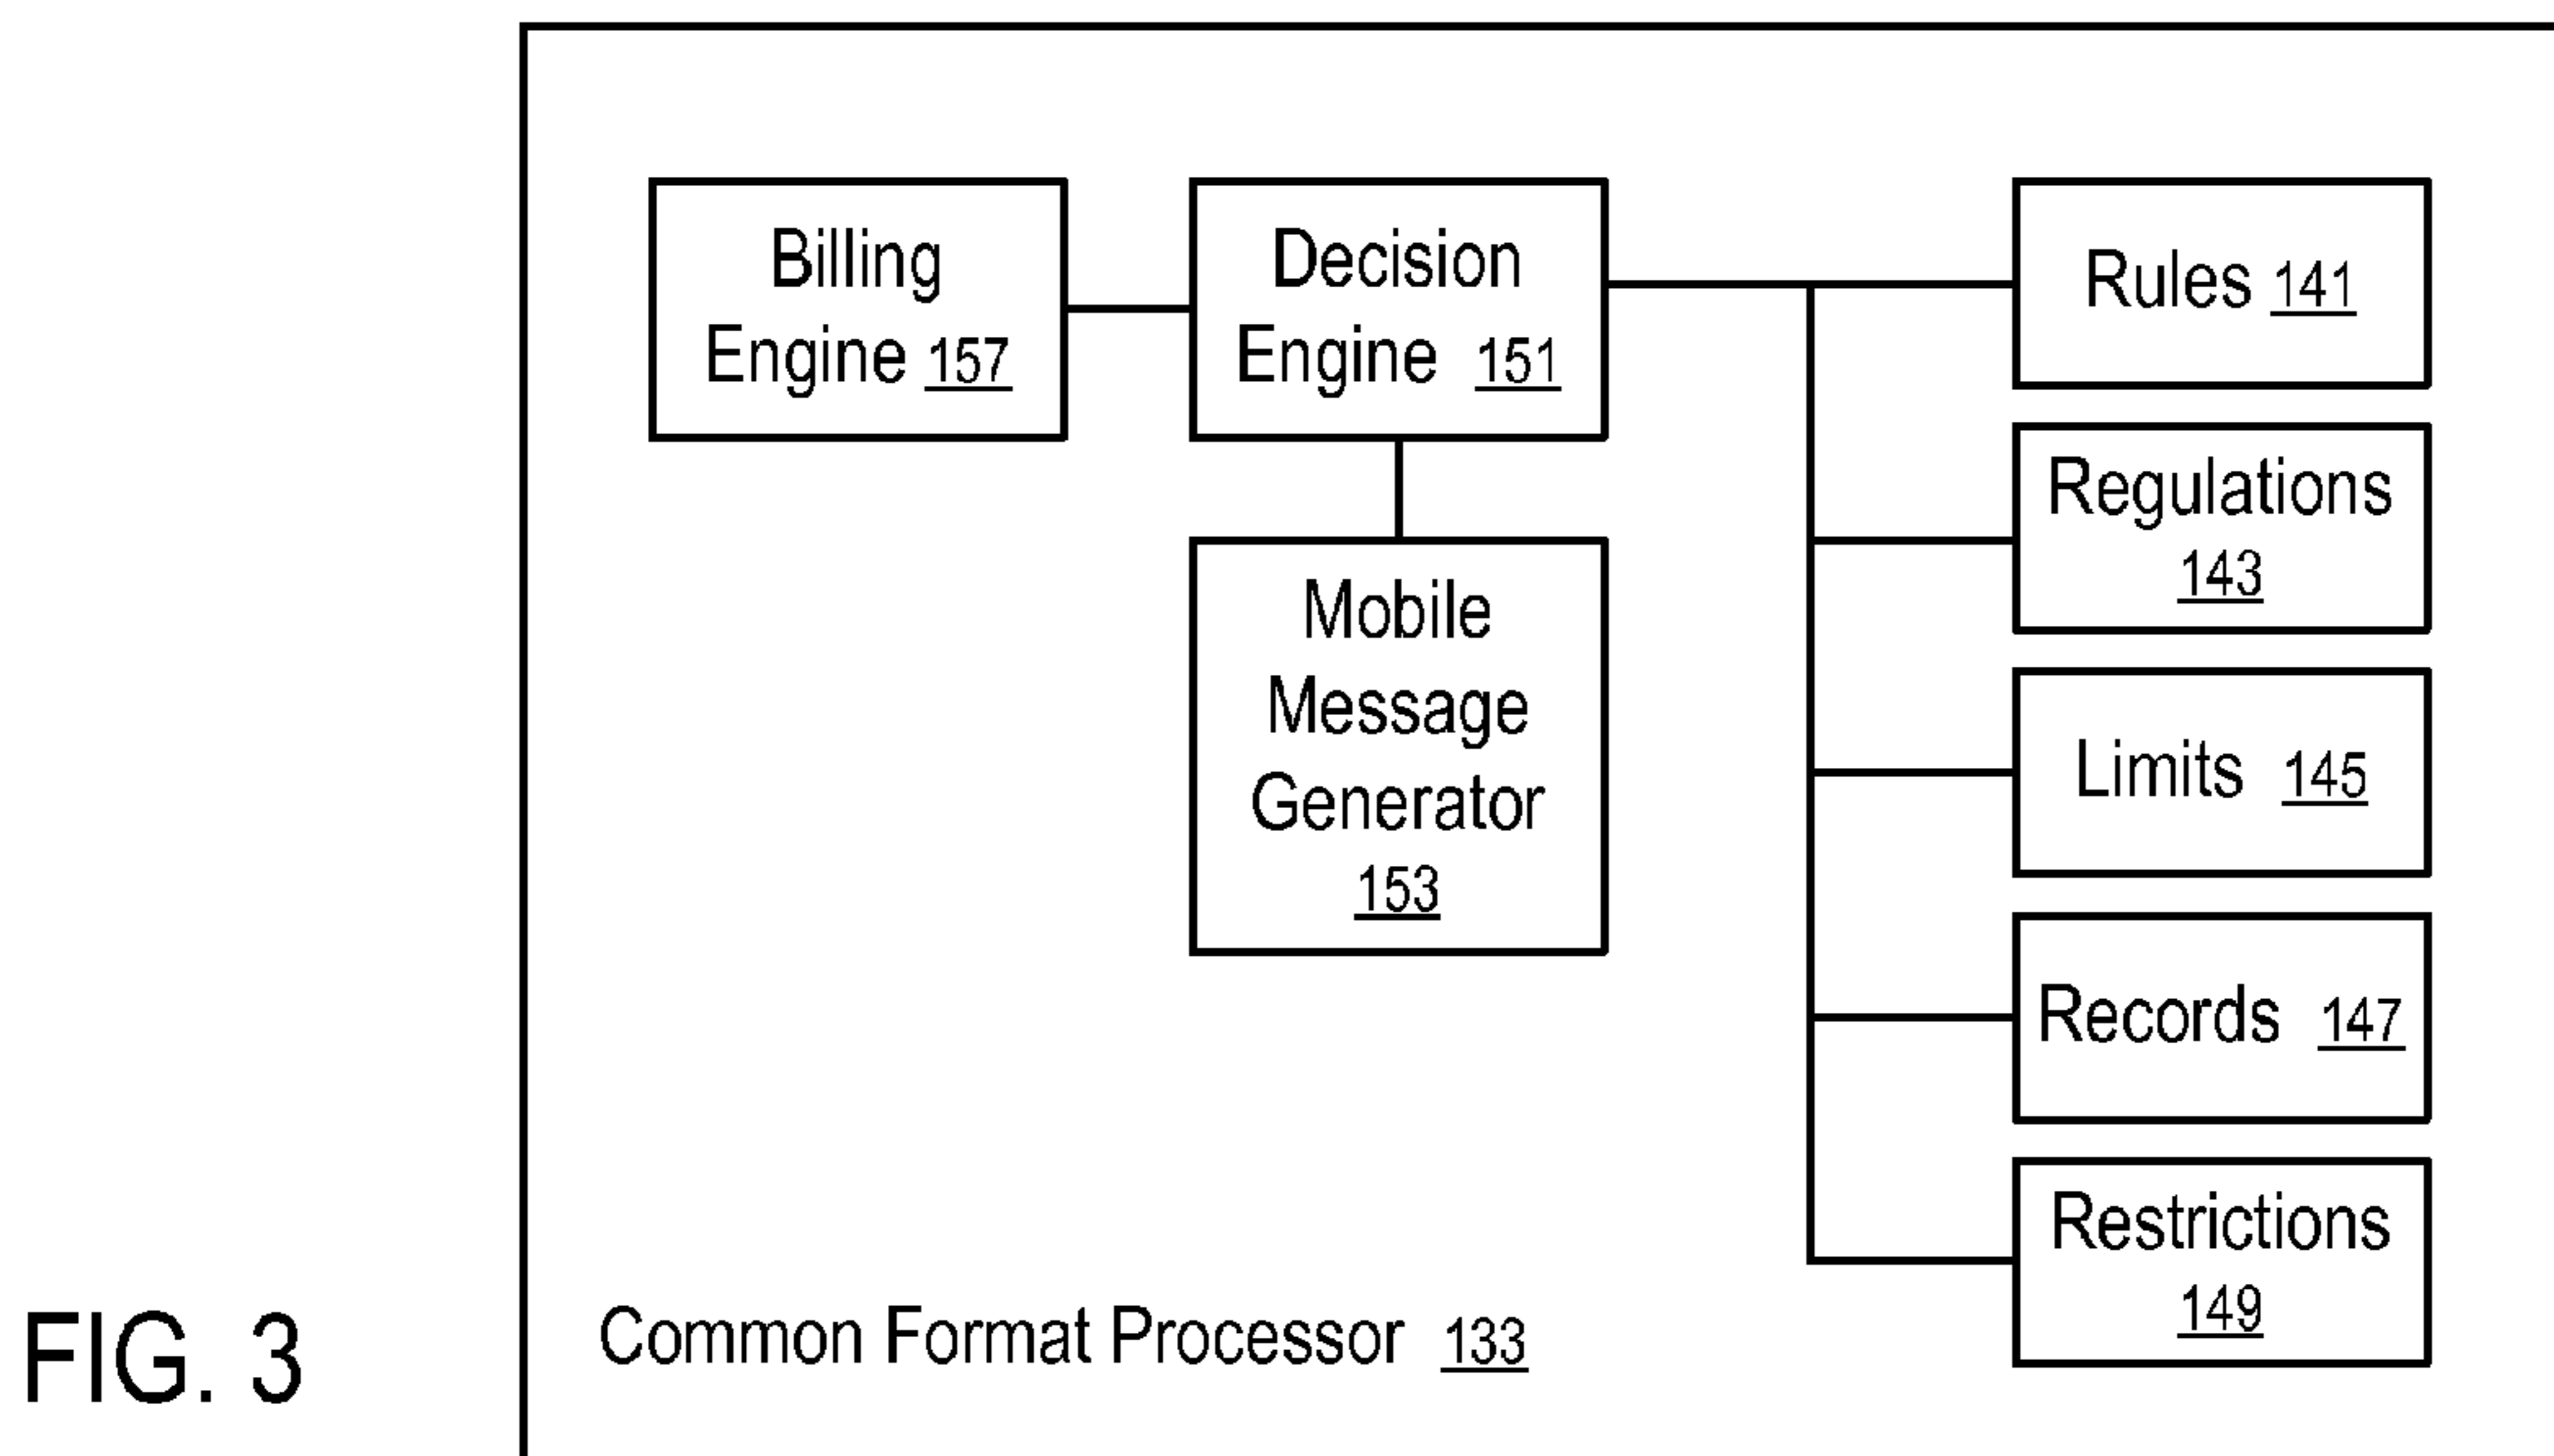 Billing
Engine 157
Decision
Engine 151
Mobile
Message
Generator
153
Rules 141
Regulations
143
Limits 145
Records 147
Restrictions
149
Common Format Processor 133
FIG. 3